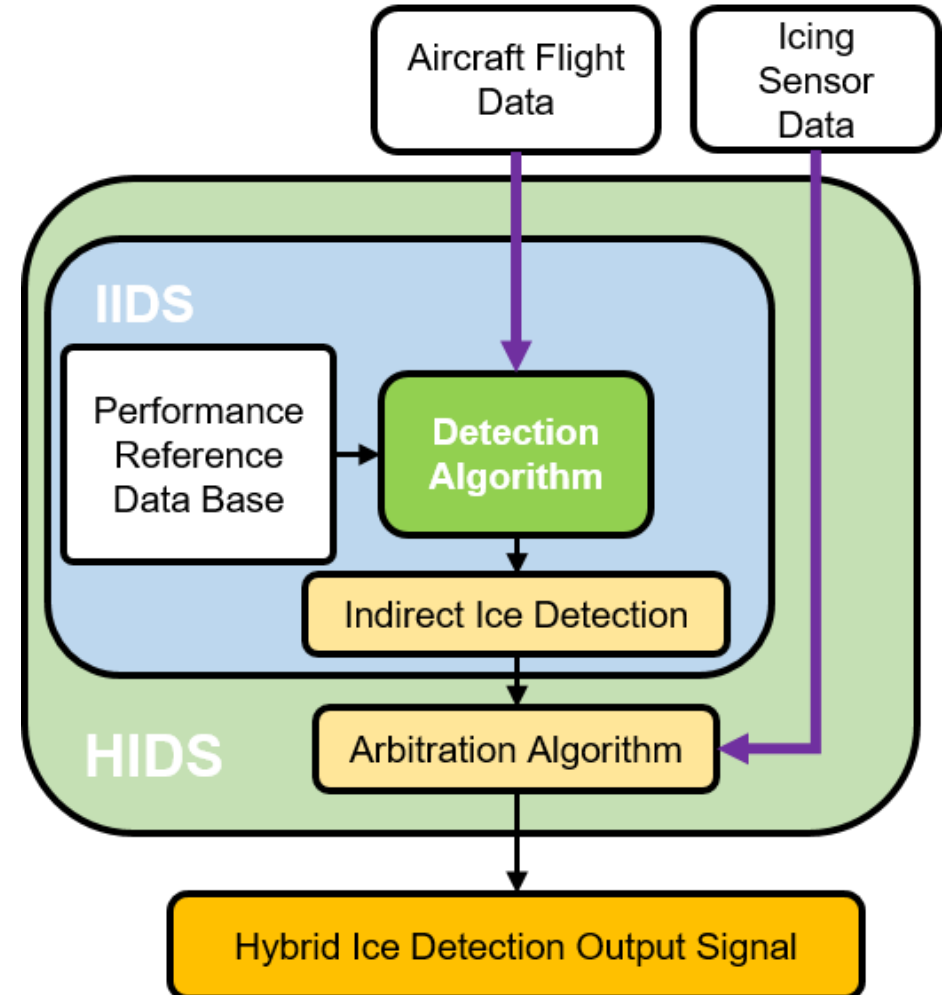 Aircraft Flight
Data
Icing
Sensor
Data
IIDS
Performance
Reference
Data Base
Detection
Algorithm
Indirect Ice Detection
HIDS
Arbitration Algorithm
Hybrid Ice Detection Output Signal